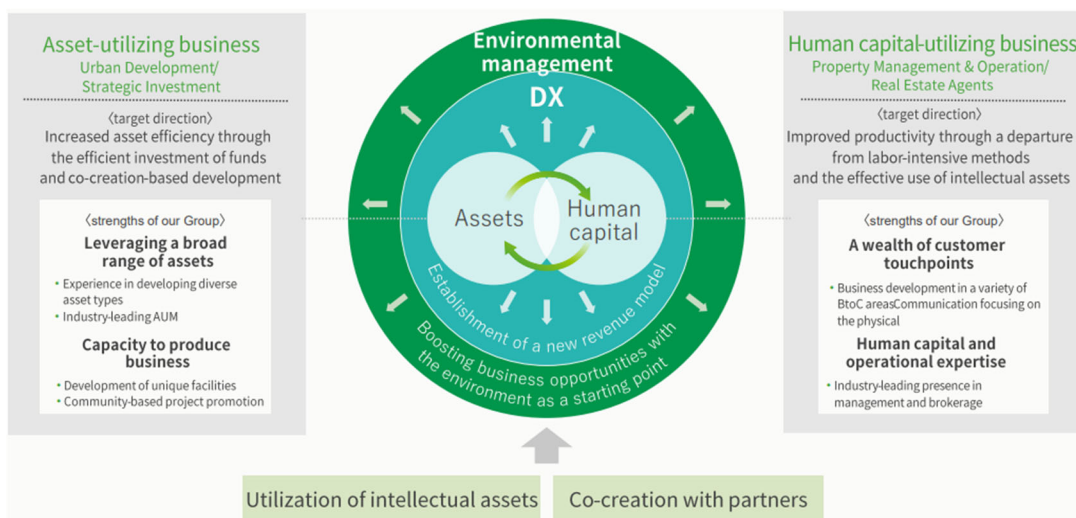 Asset-utilizing business
Urban Development/
Strategic Investment
〈target direction〉
Increased asset efficiency through
the efficient investment of funds
and co-creation-based development
〈strengths of our Group〉
Leveraging a broad
range of assets
• Experience in developing diverse
asset types
• Industry-leading AUM
Capacity to produce
business
• Development of unique facilities
• Community-based project promotion
Environmental
management
DX
Assets
Human
capital
Establishment of a new revenue model
Boosting business opportunities with
the environment as a starting point
Human capital-utilizing business
Property Management & Operation/
Real Estate Agents
〈target direction〉
Improved productivity through a departure
from labor-intensive methods
and the effective use of intellectual assets
〈strengths of our Group〉
A wealth of customer
touchpoints
• Business development in a variety of
BtoC areasCommunication focusing on
the physical
Human capital and
operational expertise
• Industry-leading presence in
management and brokerage
Utilization of intellectual assets
Co-creation with partners